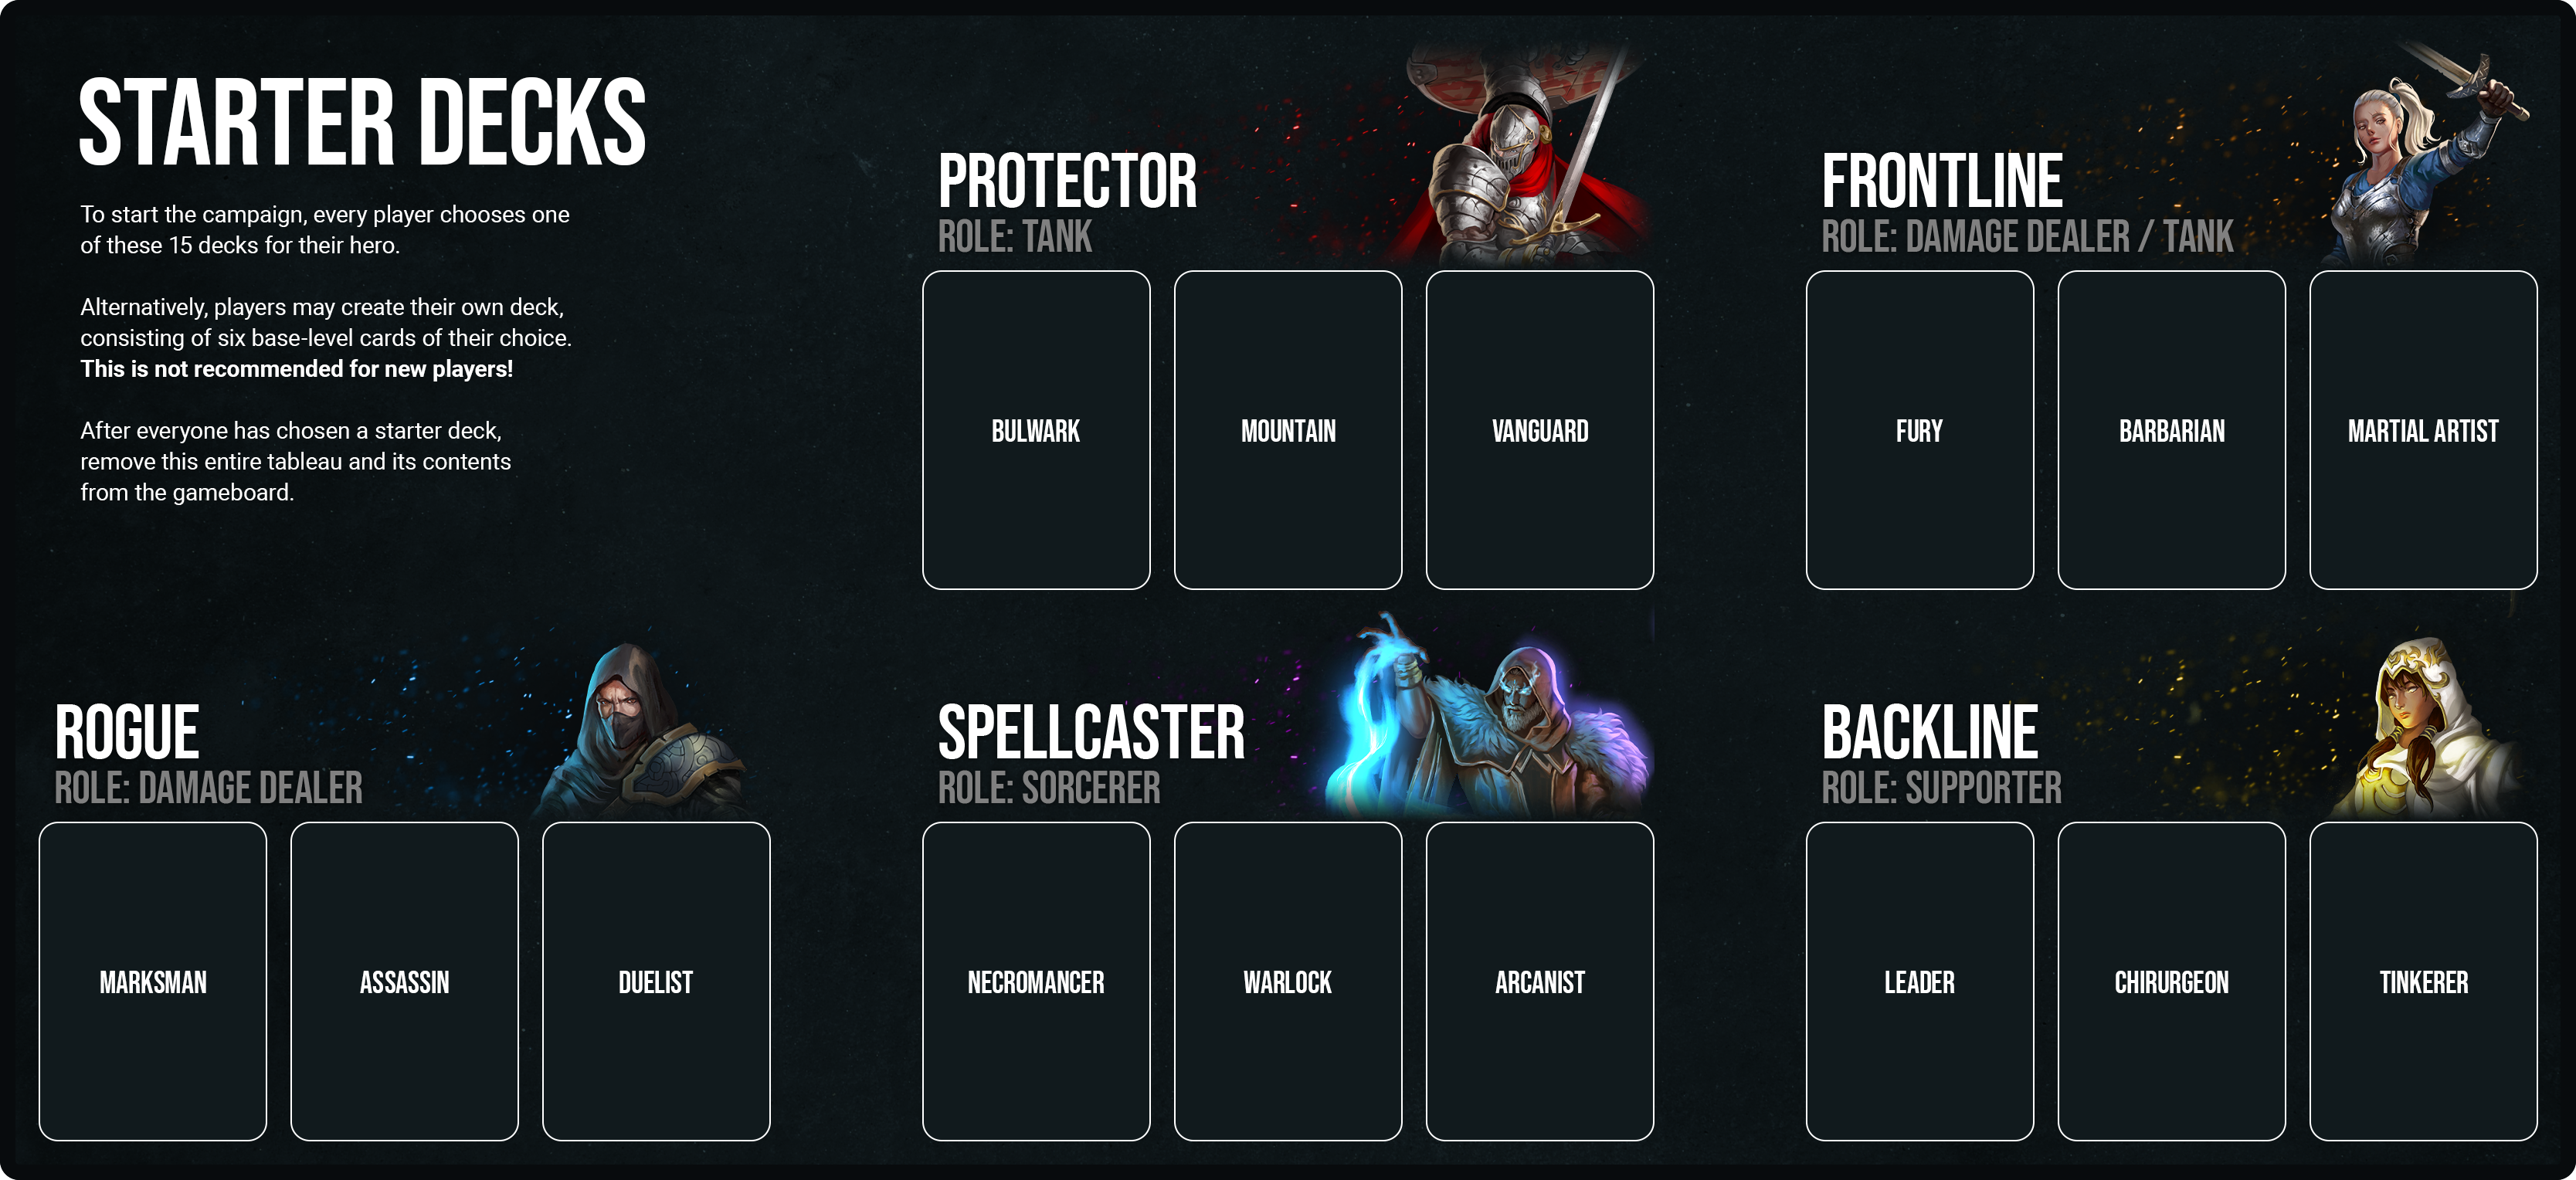 STARTER DECKS
To start the campaign, every player chooses one
of these 15 decks for their hero.
Alternatively, players may create their own deck,
consisting of six base-level cards of their choice.
This is not recommended for new players!
After everyone has chosen a starter deck,
remove this entire tableau and its contents
from the gameboard.
PROTECTOR
ROLE: TANK
BULWARK
MOUNTAIN
VANGUARD
FRONTLINE
ROLE: DAMAGE DEALER / TANK
FURY
BARBARIAN
MARTIAL ARTIST
ROGUE
ROLE: DAMAGE DEALER
MARKSMAN
ASSASSIN
DUELIST
SPELLCASTER
ROLE: SORCERER
NECROMANCER
WARLOCK
ARCANIST
BACKLINE
ROLE: SUPPORTER
LEADER
CHIRURGEON
TINKERER